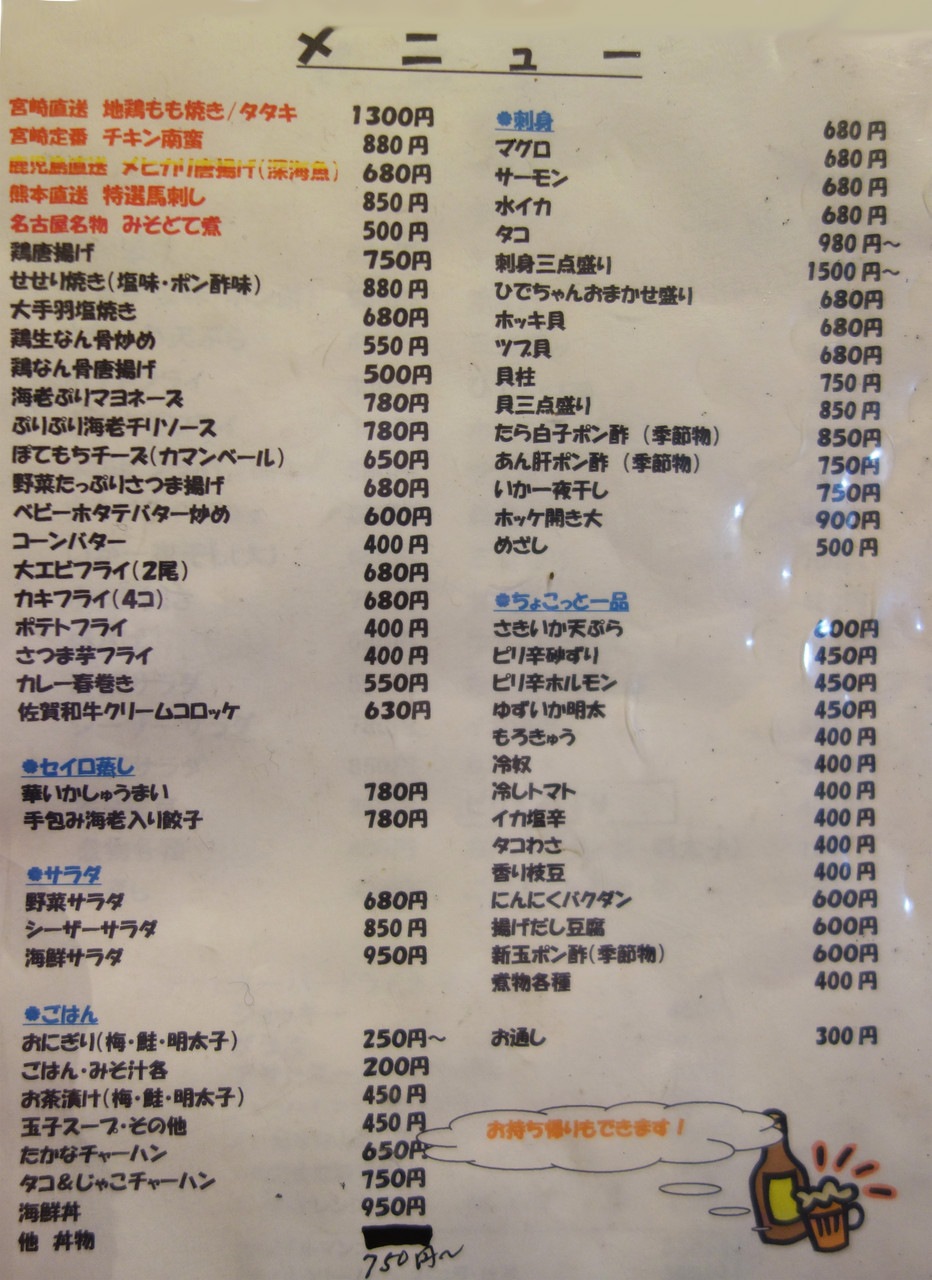 メニュー
宮崎直送 地鶏もも焼き/タタキ 1300円
宮崎定番 チキン南蛮 880円
鹿児島直送 メヒカリ唐揚げ(深海魚) 680円
熊本直送 特選馬刺し 850円
名古屋名物 みそどて煮 500円
鶏唐揚げ 750円
せせり焼き(塩味・ポン酢味) 880円
大手羽塩焼き 680円
鶏生なん骨炒め 550円
鶏なん骨唐揚げ 500円
海老ぷりマヨネーズ 780円
ぷりぷり海老チリソース 780円
ぽてもちチーズ(カマンベール) 650円
野菜たっぷりさつま揚げ 680円
ベビーホタテバター炒め 600円
コーンバター 400円
大エビフライ(2尾) 680円
カキフライ(4コ) 680円
ポテトフライ 400円
さつま芋フライ 400円
カレー春巻き 550円
佐賀和牛クリームコロッケ 630円
●セイロ蒸し
華いかしゅうまい 780円
手包み海老入り餃子 780円
●サラダ
野菜サラダ 680円
シーザーサラダ 850円
海鮮サラダ 950円
●ごはん
おにぎり(梅・鮭・明太子) 250円～
ごはん・みそ汁各 200円
お茶漬け(梅・鮭・明太子) 450円
玉子スープ・その他 450円
たかなチャーハン 650円
タコ&じゃこチャーハン 750円
海鮮丼 950円
他 丼物
750円～
●刺身 680円
マグロ 680円
サーモン 680円
水イカ 680円
タコ 980円～
刺身三点盛り 1500円～
ひでちゃんおまかせ盛り 680円
ホッキ貝 680円
ツブ貝 680円
貝柱 750円
貝三点盛り 850円
たら白子ポン酢 (季節物) 850円
あん肝ポン酢 (季節物) 750円
いか一夜干し 750円
ホッケ開き大 900円
めざし 500円
●ちょこっと一品
さきいか天ぷら
ピリ辛砂ずり 450円
ピリ辛ホルモン 450円
ゆずいか明太 450円
もろきゅう 400円
冷奴 400円
冷しトマト 400円
イカ塩辛 400円
タコわさ 400円
香り枝豆 400円
にんにくバクダン 600円
揚げだし豆腐 600円
新玉ポン酢(季節物) 600円
煮物各種 400円
お通し 300円
お持ち帰りもできます!